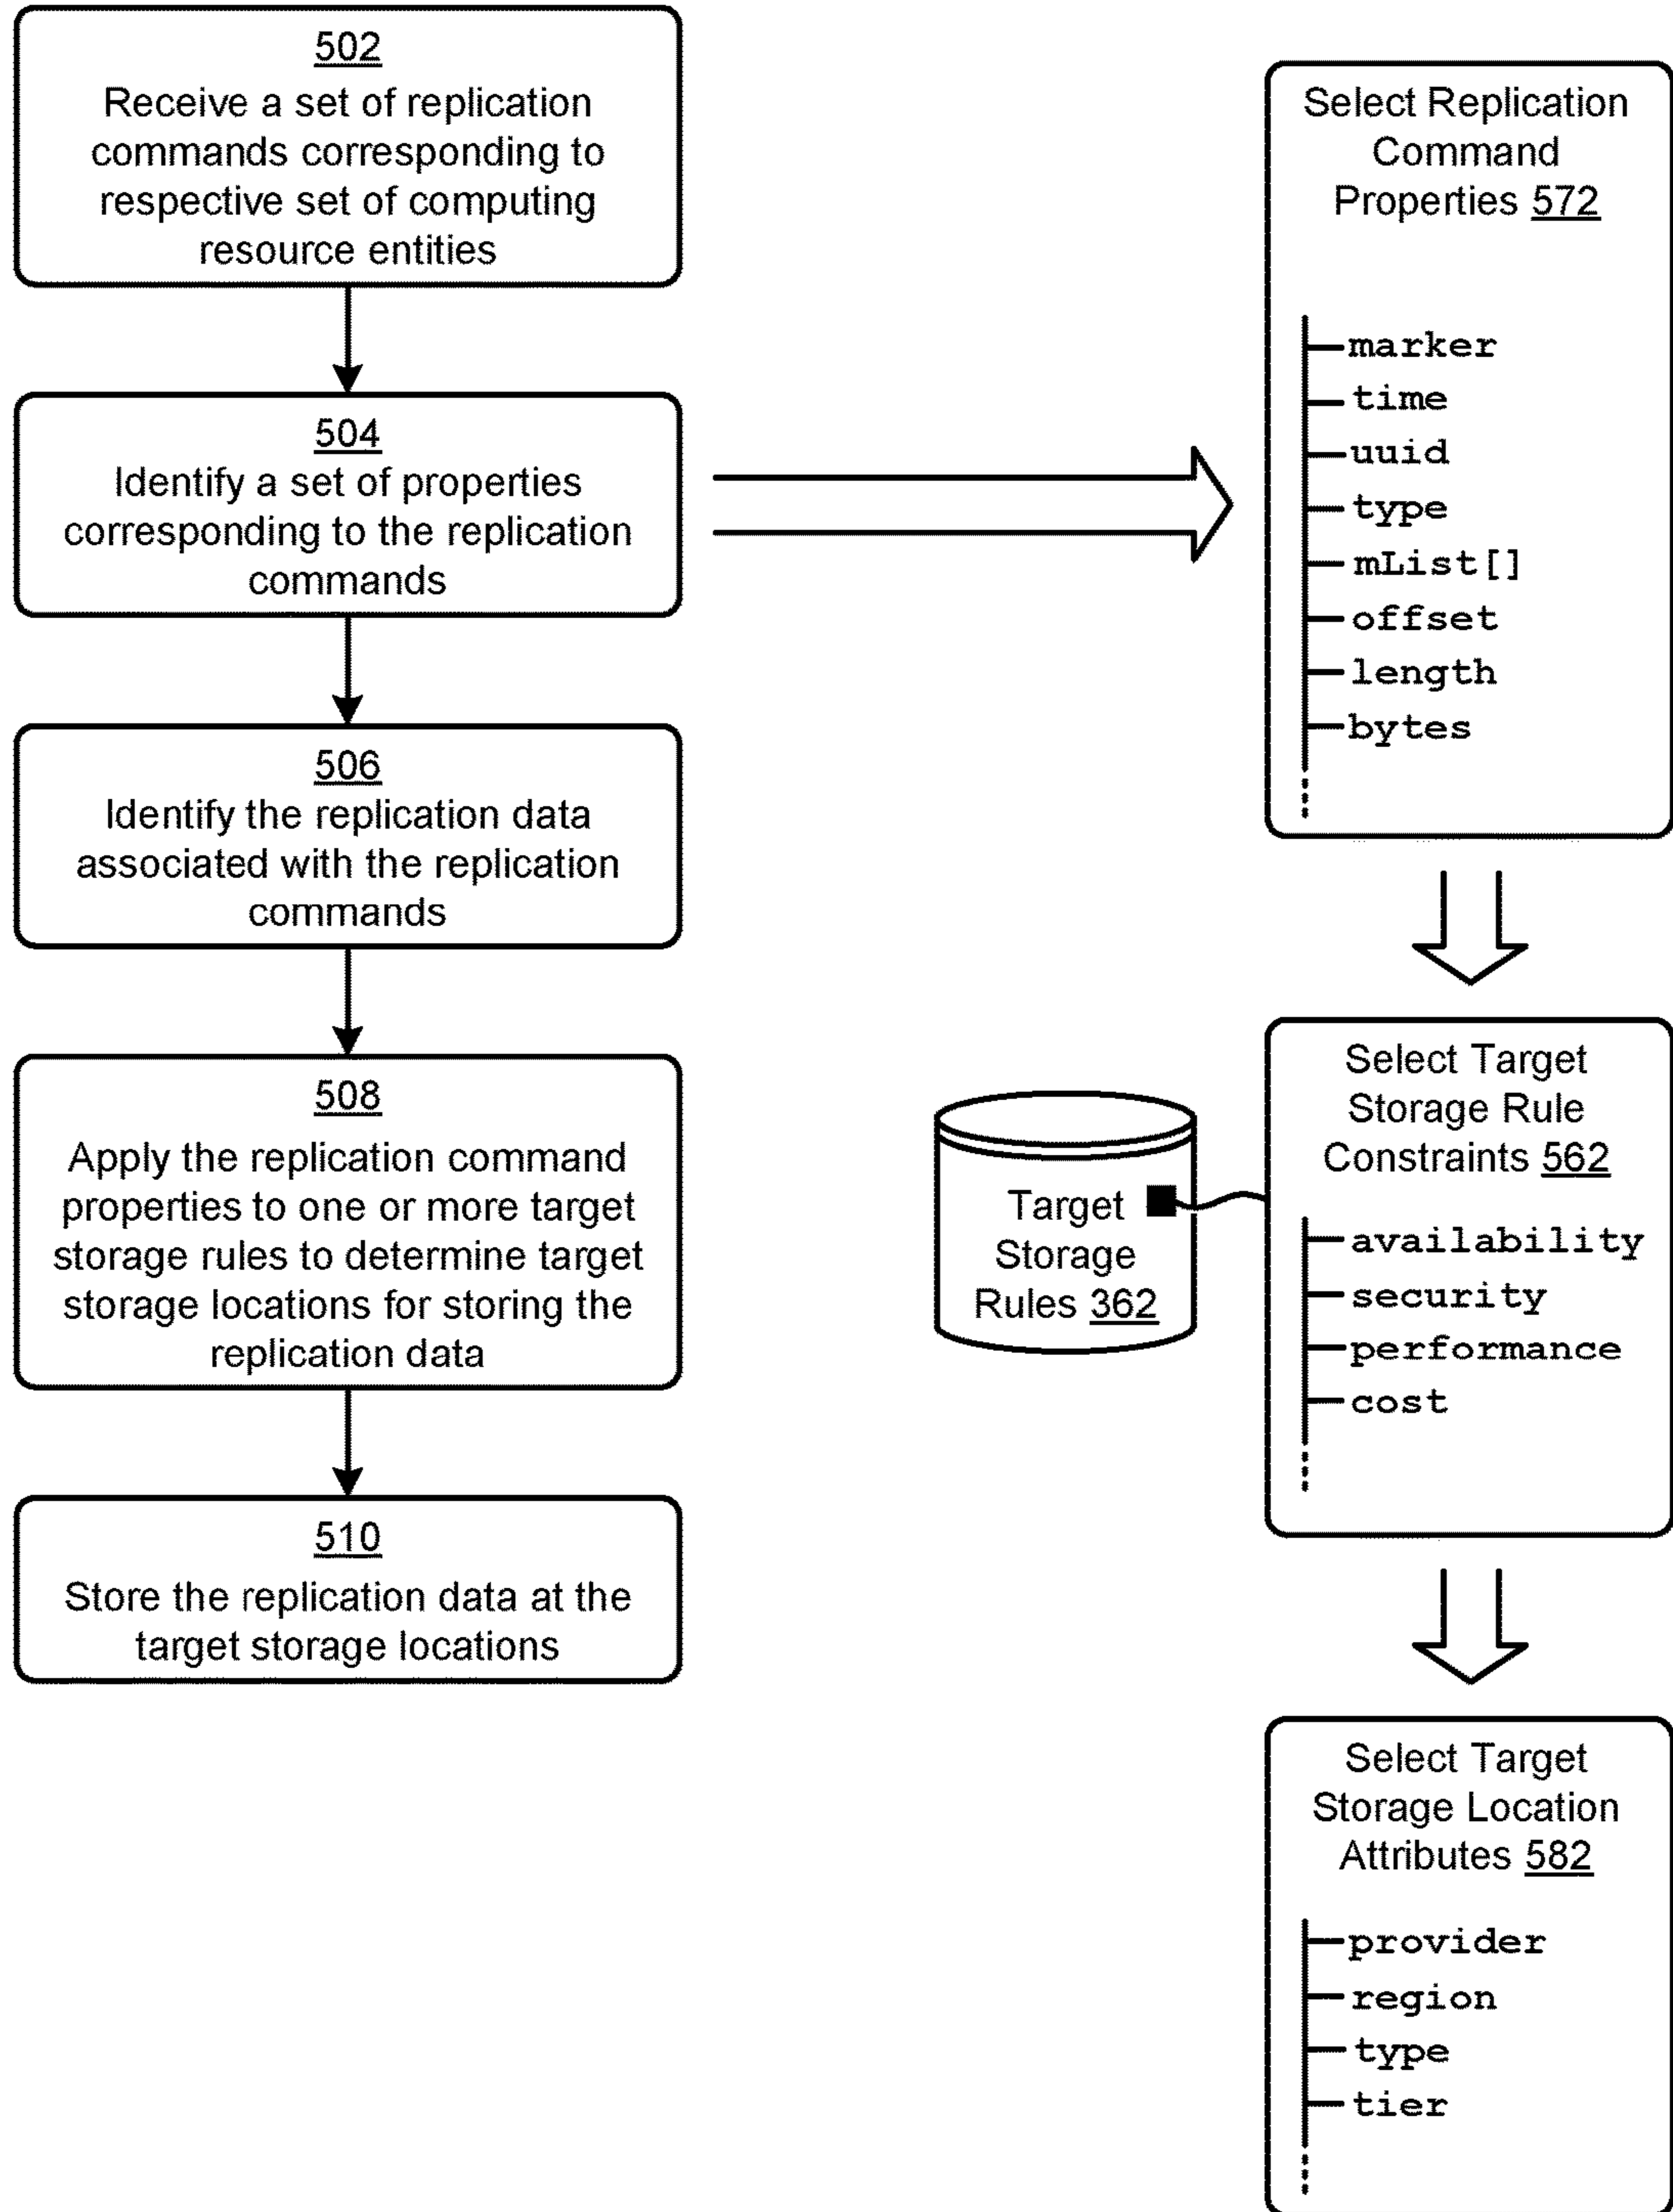 502
Receive a set of replication
commands corresponding to
respective set of computing
resource entities
504
Identify a set of properties
corresponding to the replication
commands
506
Identify the replication data
associated with the replication
commands
508
Apply the replication command
properties to one or more target
storage rules to determine target
storage locations for storing the
replication data
510
Store the replication data at the
target storage locations
Select Replication
Command
Properties 572
marker
time
uuid
type
mList[]
offset
length
bytes
Target
Storage
Rules 362
Select Target
Storage Rule
Constraints 562
availability
security
performance
cost
Select Target
Storage Location
Attributes 582
provider
region
type
tier